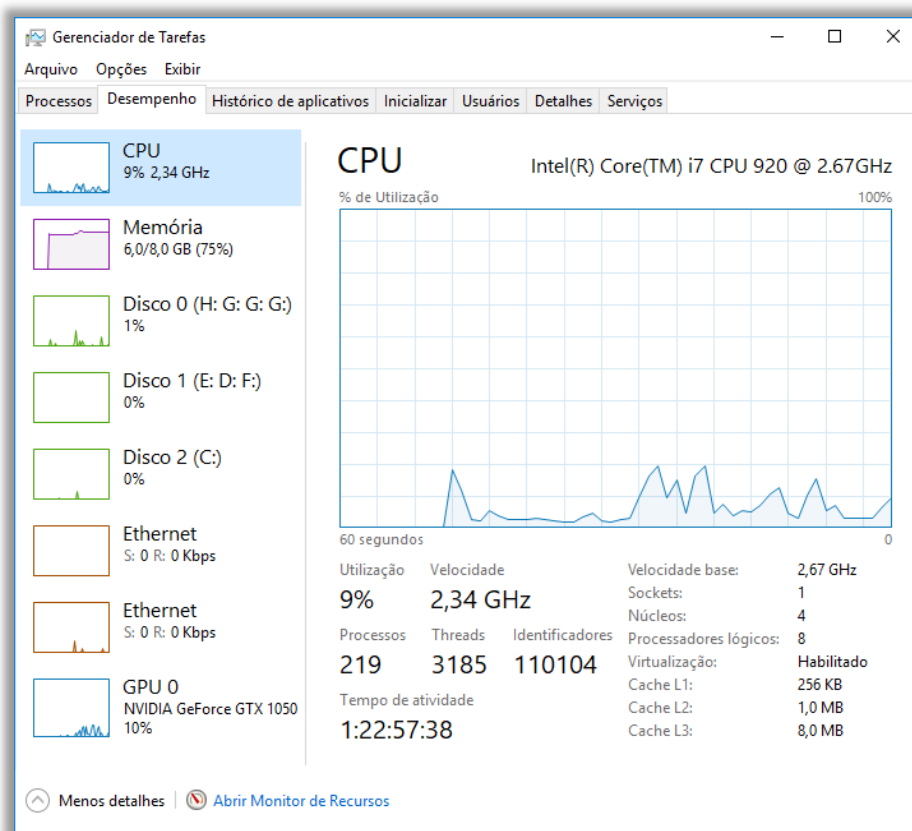 Gerenciador de Tarefas
Arquivo Opções Exibir
Processos Desempenho Histórico de aplicativos Inicializar Usuários Detalhes Serviços
CPU
9% 2,34 GHz
Memória
6,0/8,0 GB (75%)
Disco 0 (H: G: G: G:)
1%
Disco 1 (E: D: F:)
0%
Disco 2 (C:)
0%
Ethernet
S: 0 R: 0 Kbps
Ethernet
S: 0 R: 0 Kbps
GPU 0
NVIDIA GeForce GTX 1050
10%
CPU Intel(R) Core(TM) i7 CPU 920 @ 2.67GHz
% de Utilização 100%
60 segundos 0
Utilização Velocidade
9% 2,34 GHz
Processos Threads Identificadores
219 3185 110104
Tempo de atividade
1:22:57:38
Velocidade base: 2,67 GHz
Sockets: 1
Núcleos: 4
Processadores lógicos: 8
Virtualização: Habilitado
Cache L1: 256 KB
Cache L2: 1,0 MB
Cache L3: 8,0 MB
Menos detalhes Abrir Monitor de Recursos